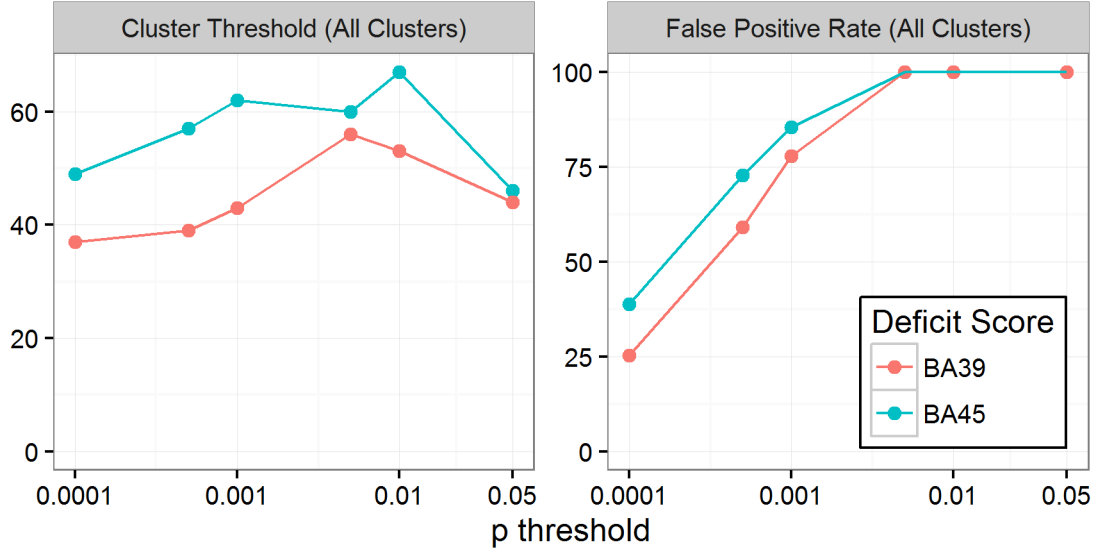 Cluster Threshold (All Clusters)
False Positive Rate (All Clusters)
60
40
20
0
100
75
50
25
0
Deficit Score
BA39
BA45
0.0001
0.001
0.01
0.05
0.0001
0.001
0.01
0.05
p threshold